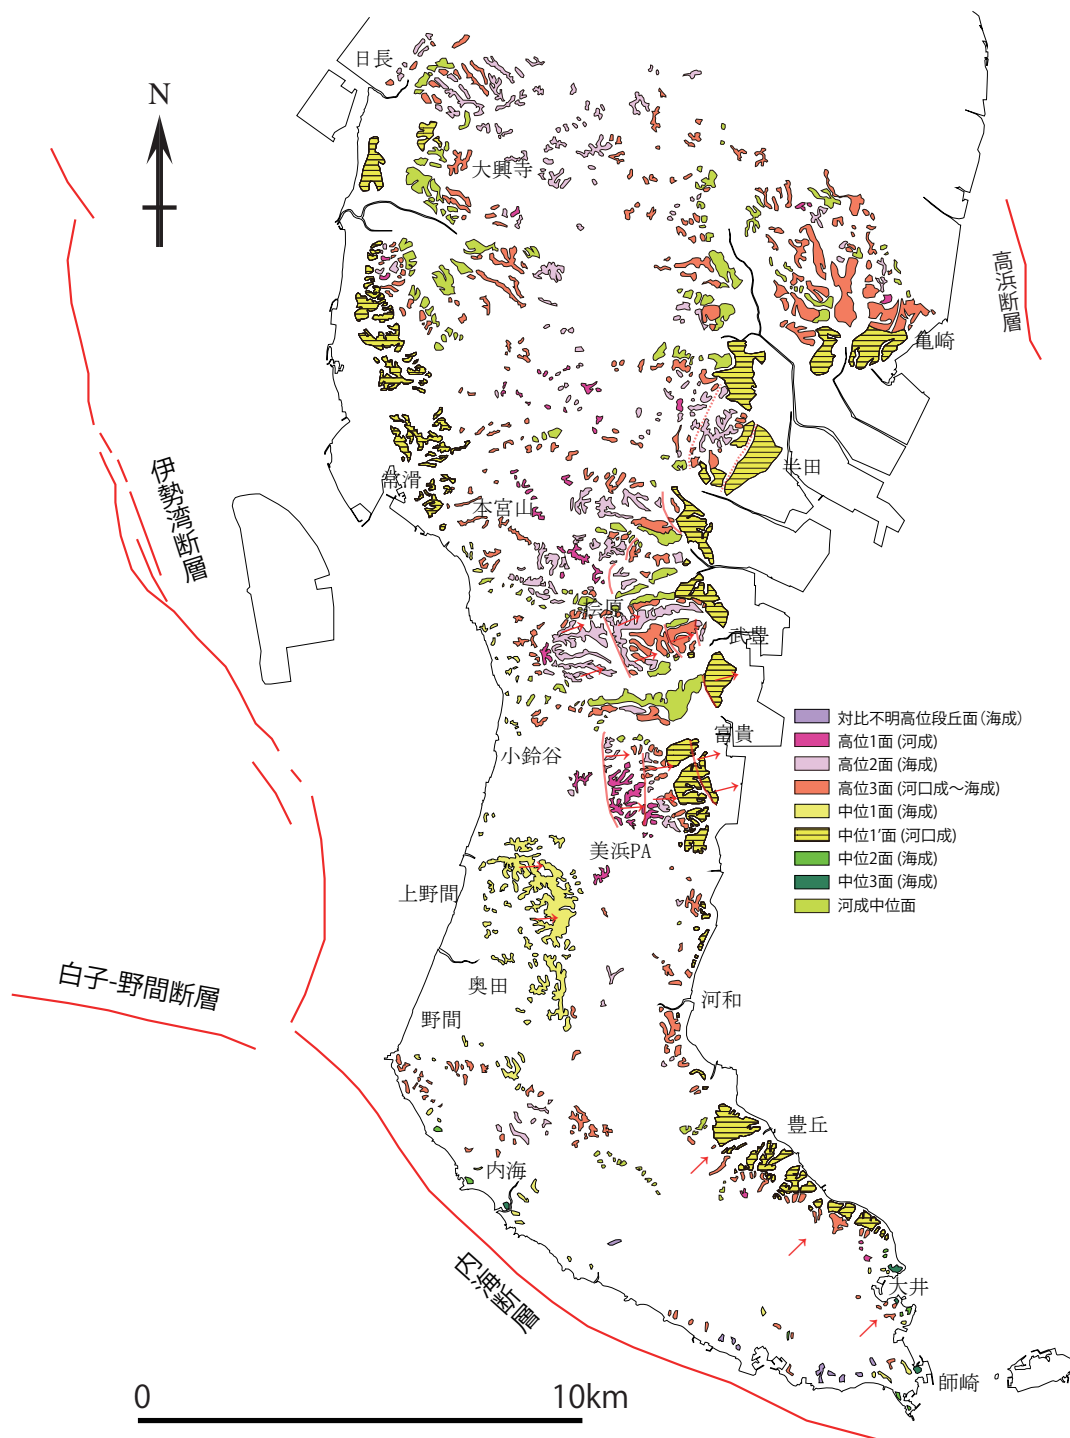 日長
N
大興寺
高浜断層
亀崎
伊勢湾断層
常滑
半田
本宮山
桧原
武豊
富貴
小鈴谷
美浜PA
対比不明高位段丘面(海成)
高位1面 (河成)
高位2面 (海成)
高位3面 (河口成～海成)
中位1面 (海成)
中位1'面 (河口成)
中位2面 (海成)
中位3面 (海成)
河成中位面
上野間
奥田
白子-野間断層
野間
河和
豊丘
内海
内海断層
大井
師崎
0
10km